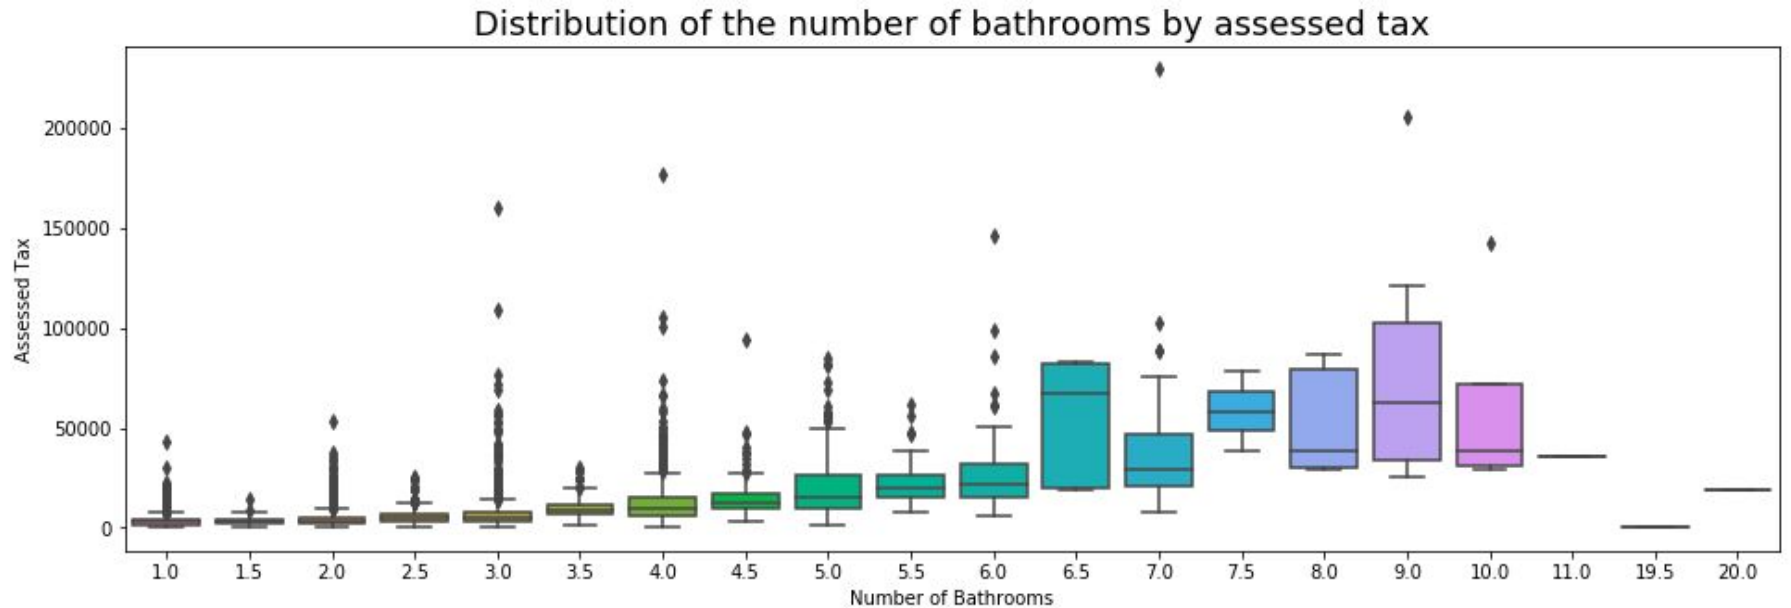 Distribution of the number of bathrooms by assessed tax
200000
150000
100000
50000
0
Assessed Tax
1.0 1.5 2.0 2.5 3.0 3.5 4.0 4.5 5.0 5.5 6.0 6.5 7.0 7.5 8.0 9.0 10.0 11.0 19.5 20.0
Number of Bathrooms